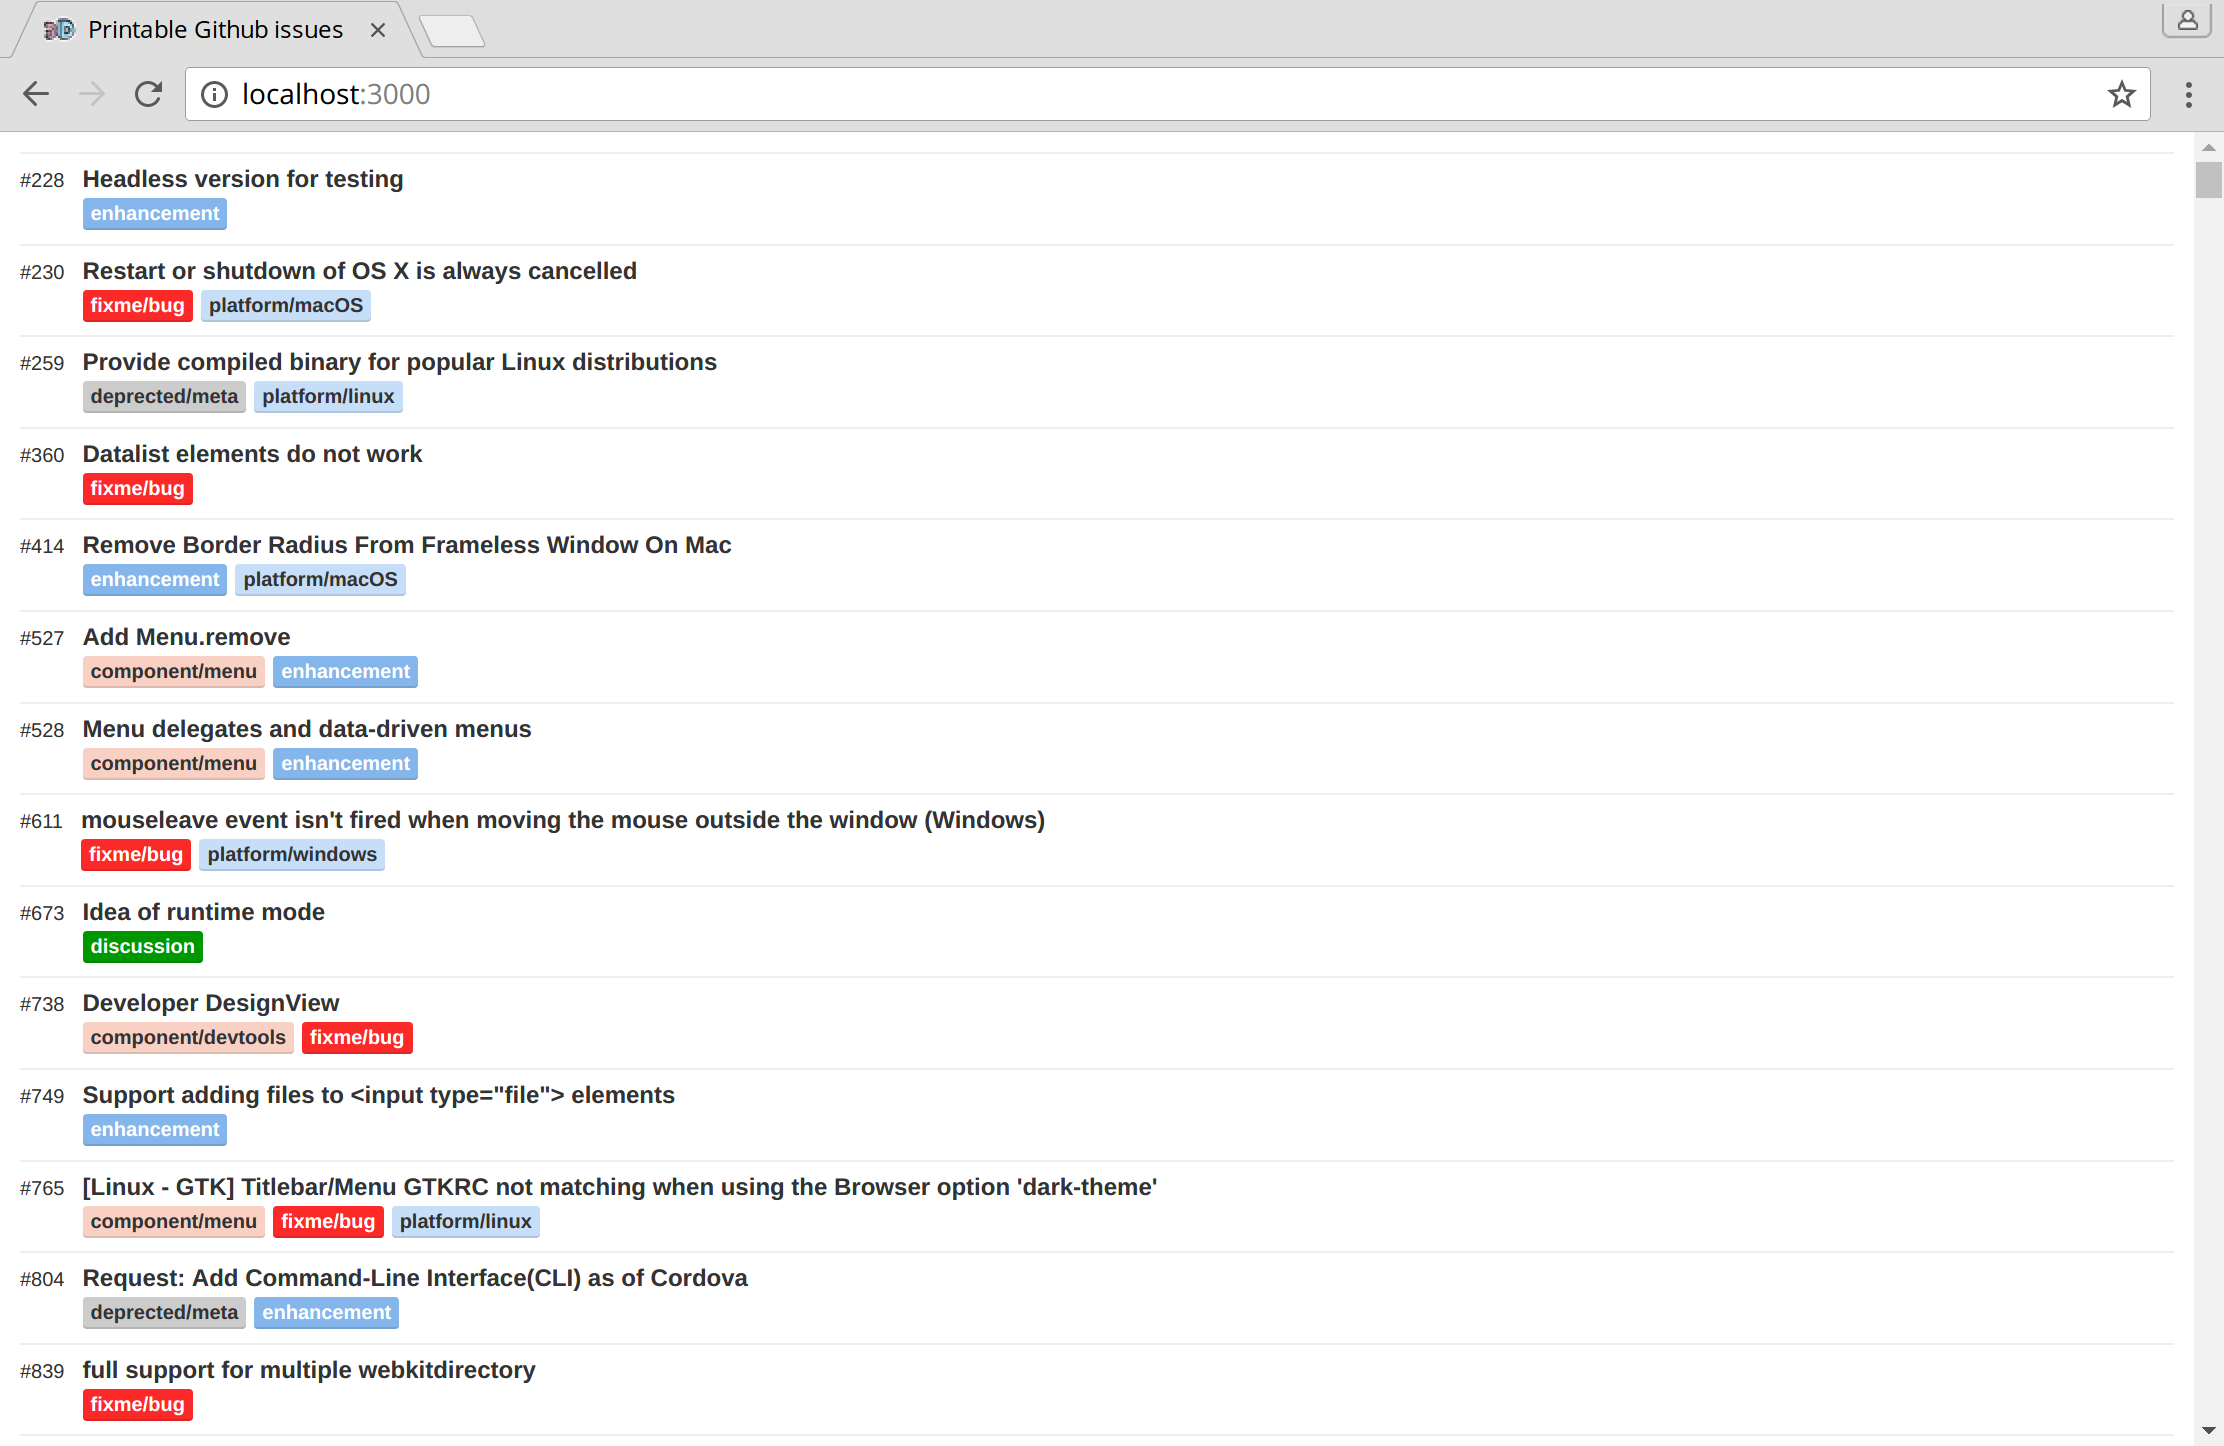 Printable Github issues
localhost:3000
#228 Headless version for testing
enhancement
#230 Restart or shutdown of OS X is always cancelled
fixme/bug platform/macOS
#259 Provide compiled binary for popular Linux distributions
deprected/meta platform/linux
#360 Datalist elements do not work
fixme/bug
#414 Remove Border Radius From Frameless Window On Mac
enhancement platform/macOS
#527 Add Menu.remove
component/menu enhancement
#528 Menu delegates and data-driven menus
component/menu enhancement
#611 mouseleave event isn't fired when moving the mouse outside the window (Windows)
fixme/bug platform/windows
#673 Idea of runtime mode
discussion
#738 Developer DesignView
component/devtools fixme/bug
#749 Support adding files to <input type="file"> elements
enhancement
#765 [Linux - GTK] Titlebar/Menu GTKRC not matching when using the Browser option 'dark-theme'
component/menu fixme/bug platform/linux
#804 Request: Add Command-Line Interface(CLI) as of Cordova
deprected/meta enhancement
#839 full support for multiple webkitdirectory
fixme/bug